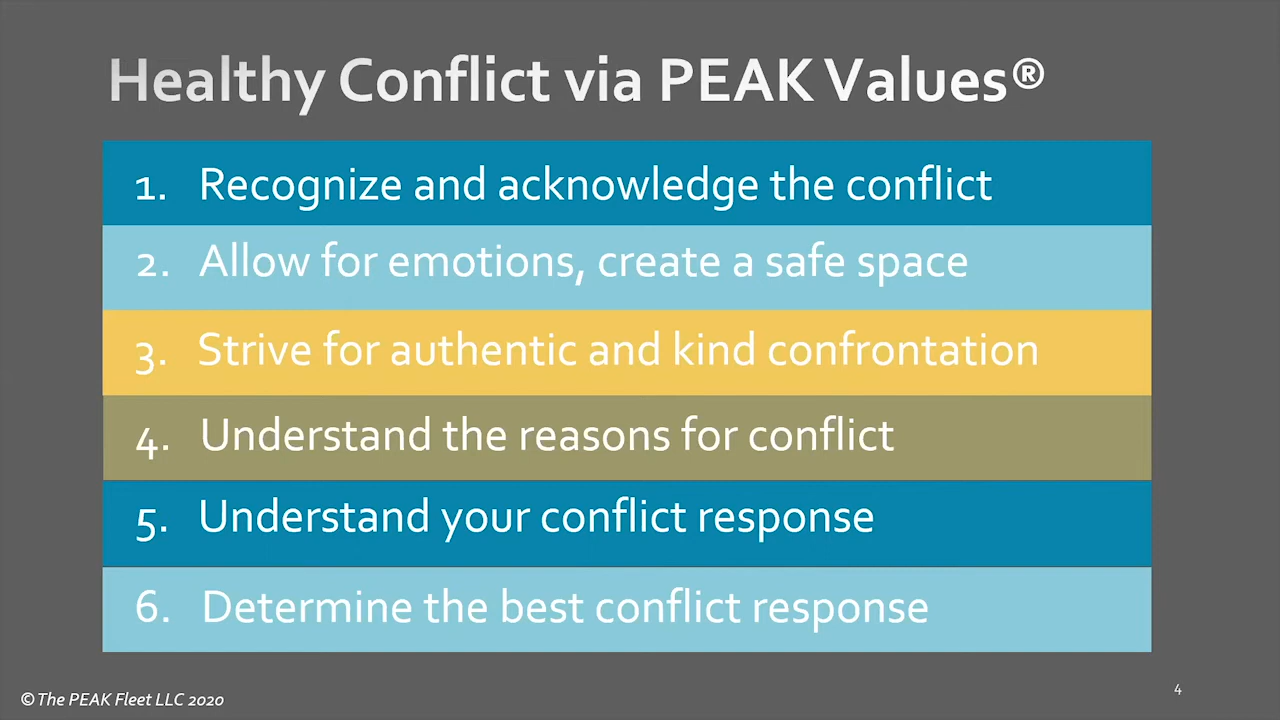 Healthy Conflict via PEAK Values®
1. Recognize and acknowledge the conflict
2. Allow for emotions, create a safe space
3. Strive for authentic and kind confrontation
4. Understand the reasons for conflict
5. Understand your conflict response
6. Determine the best conflict response
© The PEAK Fleet LLC 2020
4